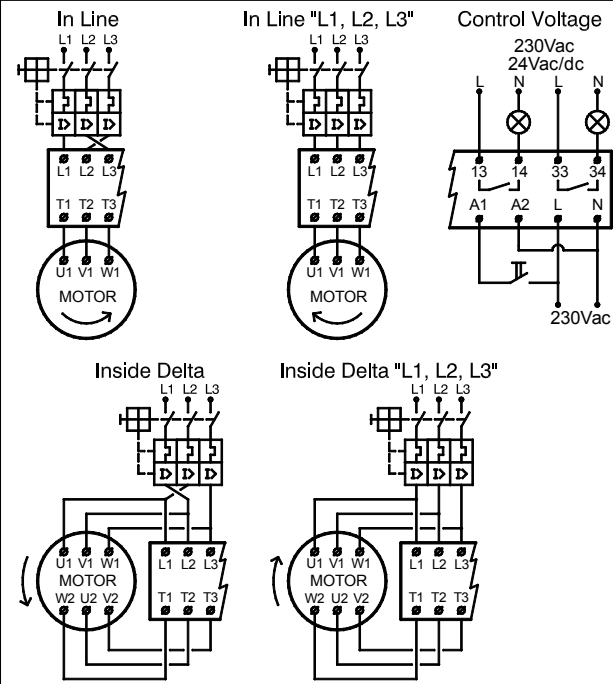 In Line
L1 L2 L3
I> I> I>
L1 L2 L3
T1 T2 T3
U1 V1 W1
MOTOR
In Line "L1, L2, L3"
L1 L2 L3
I> I> I>
L1 L2 L3
T1 T2 T3
U1 V1 W1
MOTOR
Control Voltage
230Vac
24Vac/dc
L N L N
13 14 33 34
A1 A2 L N
230Vac
Inside Delta
L1 L2 L3
I> I> I>
U1 V1 W1
MOTOR
W2 U2 V2
L1 L2 L3
T1 T2 T3
Inside Delta "L1, L2, L3"
L1 L2 L3
I> I> I>
U1 V1 W1
MOTOR
W2 U2 V2
L1 L2 L3
T1 T2 T3